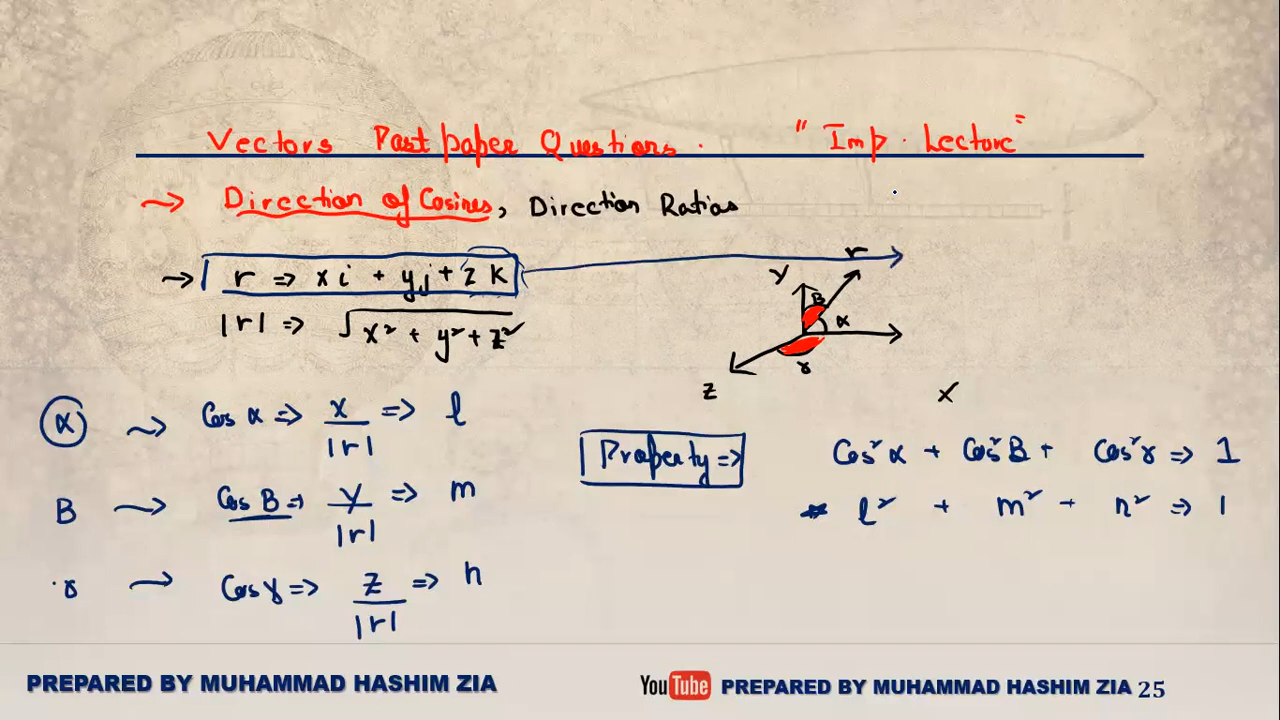 Vectors Past paper Questions. "Imp. Lecture"
~> Direction of Cosines, Direction Ratios
~> r => xi + yj + zk
|r| => √x² + y² + z²
r
y
B
α
γ
z
x
α ~> Cos α => x/|r| => l
B ~> Cos B => y/|r| => m
γ ~> Cos γ => z/|r| => n
Property =>
Cos²α + Cos²B + Cos²γ => 1
* l² + m² + n² => 1
PREPARED BY MUHAMMAD HASHIM ZIA
YouTube PREPARED BY MUHAMMAD HASHIM ZIA 25